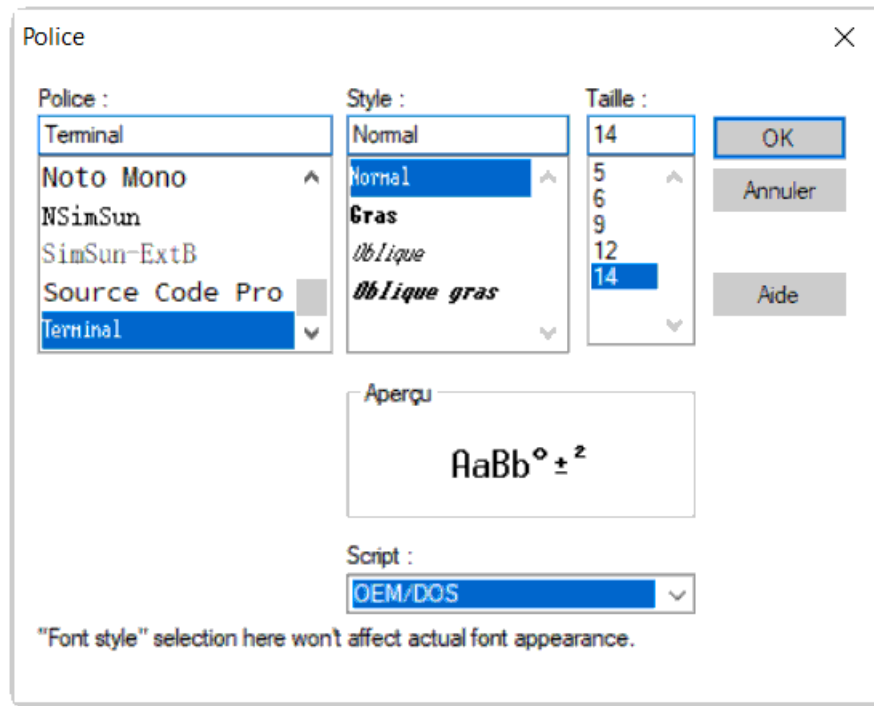 Police
Police :
Style :
Taille :
Terminal
Normal
14
OK
Noto Mono
NSimSun
SimSun-ExtB
Source Code Pro
Terminal
Normal
Gras
Oblique
Oblique gras
5
6
9
12
14
Annuler
Aide
Aperçu
AaBb°±²
Script :
OEM/DOS
"Font style" selection here won't affect actual font appearance.